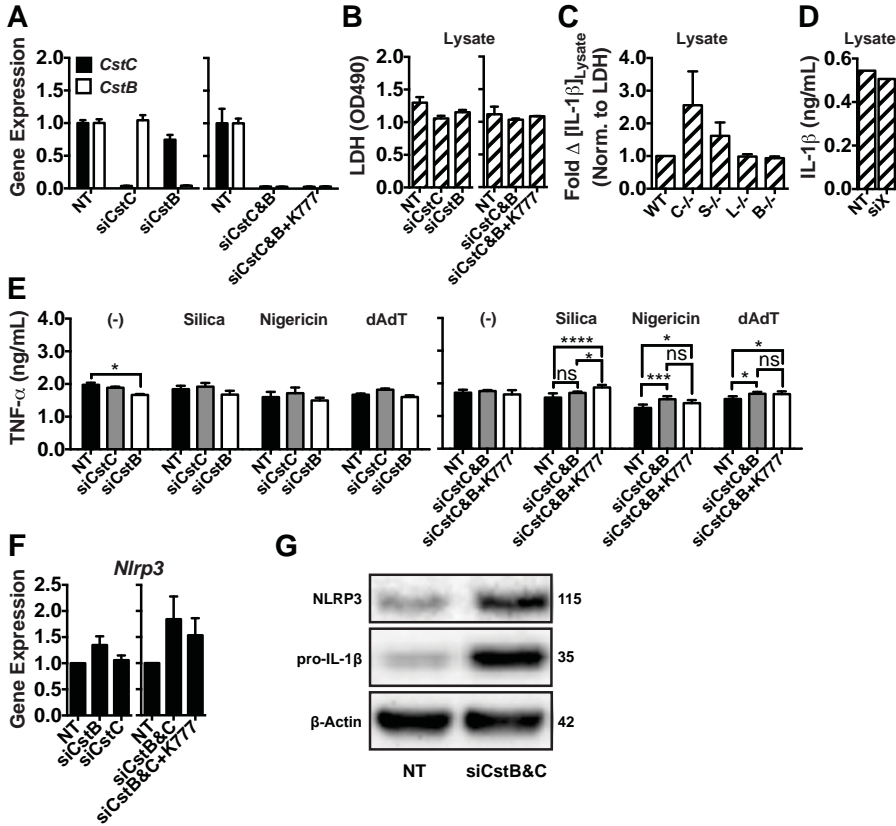 A
Gene Expression
2.0
1.5
1.0
0.5
0
CstC
CstB
NT
siCstC
siCstB
NT
siCstC&B
siCstC&B+K777
B
Lysate
LDH (OD490)
2.0
1.5
1.0
0.5
0
NT
siCstC
siCstB
NT
siCstC&B
siCstC&B+K777
C
Lysate
Fold Δ [IL-1β]Lysate
(Norm. to LDH)
4.0
3.0
2.0
1.0
0
WT
C-/-
S-/-
L-/-
B-/-
D
Lysate
IL-1β (ng/mL)
0.6
0.4
0.2
0.0
NT
siX
E
TNF-α (ng/mL)
4.0
3.0
2.0
1.0
0.0
(-)
Silica
Nigericin
dAdT
*
NT
siCstC
siCstB
NT
siCstC
siCstB
NT
siCstC
siCstB
NT
siCstC
siCstB
(-)
Silica
Nigericin
dAdT
****
*
ns
*
ns
***
*
ns
*
NT
siCstC&B
siCstC&B+K777
NT
siCstC&B
siCstC&B+K777
NT
siCstC&B
siCstC&B+K777
NT
siCstC&B
siCstC&B+K777
F
Nlrp3
Gene Expression
2.5
2.0
1.5
1.0
0.5
0
NT
siCstB
siCstC
NT
siCstB&C
siCstB&C+K777
G
NLRP3
115
pro-IL-1β
35
β-Actin
42
NT
siCstB&C